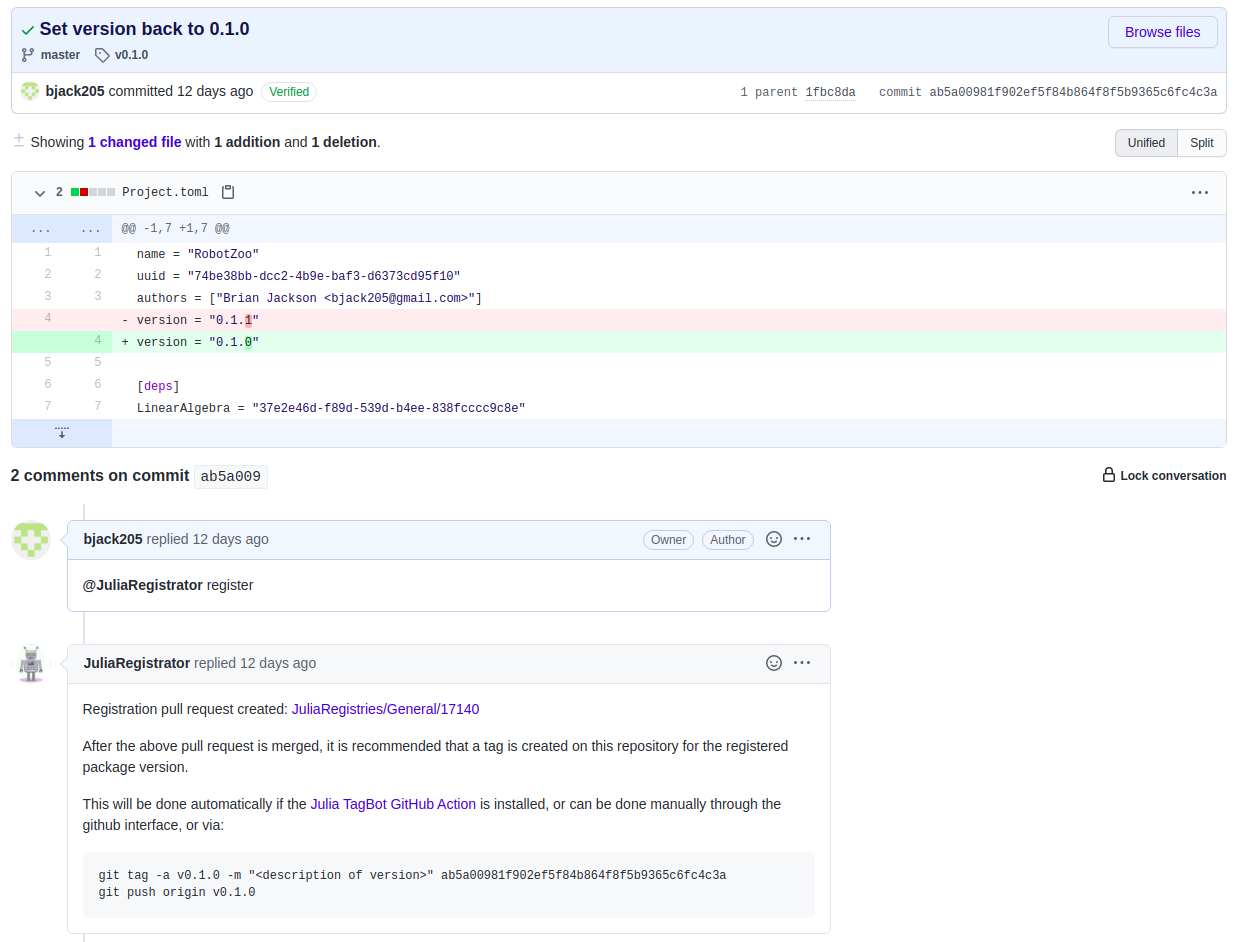 Set version back to 0.1.0
Browse files
master v0.1.0
bjack205 committed 12 days ago Verified
1 parent 1fbc8da commit ab5a00981f902ef5f84b864f8f5b9365c6fc4c3a
Showing 1 changed file with 1 addition and 1 deletion.
Unified Split
2 Project.toml
... ... @@ -1,7 +1,7 @@
1 1 name = "RobotZoo"
2 2 uuid = "74be38bb-dcc2-4b9e-baf3-d6373cd95f10"
3 3 authors = ["Brian Jackson <bjack205@gmail.com>"]
4 - version = "0.1.1"
4 + version = "0.1.0"
5 5
6 6 [deps]
7 7 LinearAlgebra = "37e2e46d-f89d-539d-b4ee-838fcccc9c8e"
2 comments on commit ab5a009
Lock conversation
bjack205 replied 12 days ago Owner Author
@JuliaRegistrator register
JuliaRegistrator replied 12 days ago
Registration pull request created: JuliaRegistries/General/17140
After the above pull request is merged, it is recommended that a tag is created on this repository for the registered
package version.
This will be done automatically if the Julia TagBot GitHub Action is installed, or can be done manually through the
github interface, or via:
git tag -a v0.1.0 -m "<description of version>" ab5a00981f902ef5f84b864f8f5b9365c6fc4c3a
git push origin v0.1.0